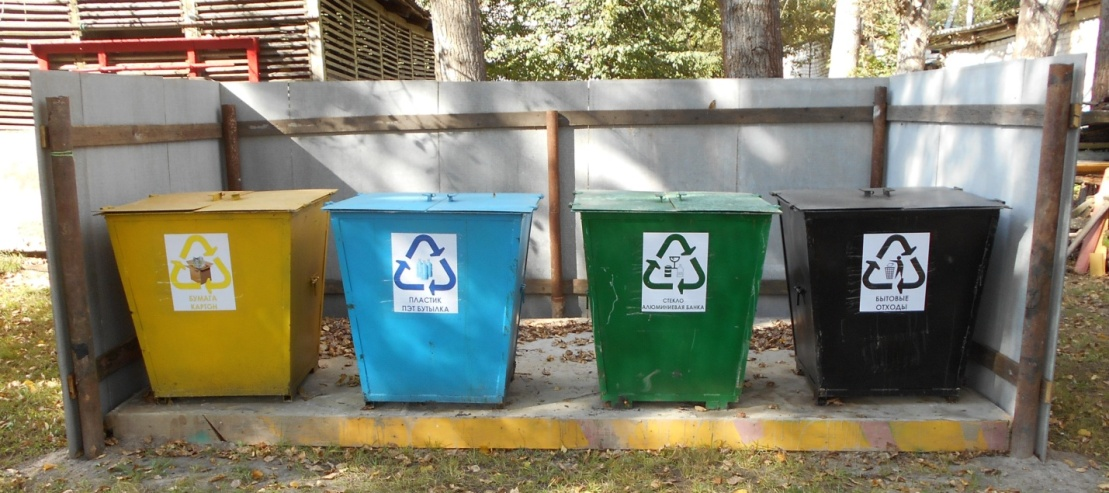 БУМАГА
КАРТОН
ПЛАСТИК
ПЭТ БУТЫЛКА
СТЕКЛО
АЛЮМИНИЕВАЯ БАНКА
БЫТОВЫЕ
ОТХОДЫ